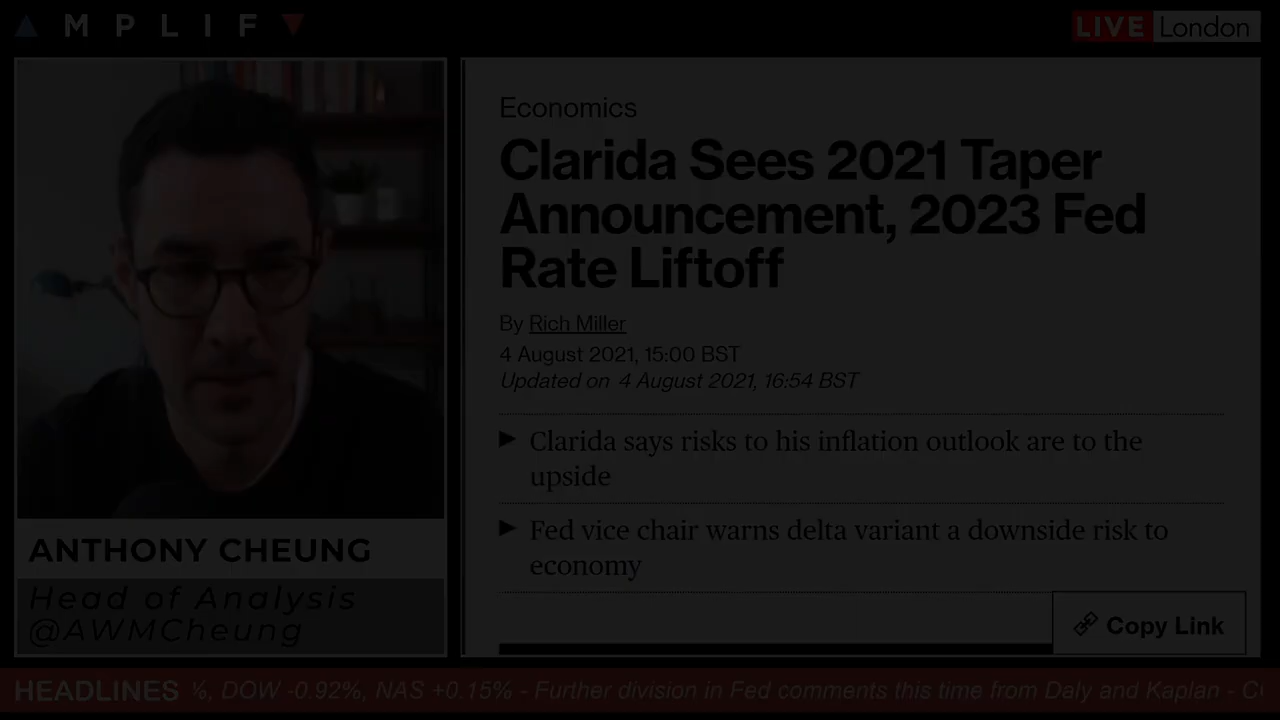 ▲ M P L I F ▼
LIVE London
Economics
Clarida Sees 2021 Taper
Announcement, 2023 Fed
Rate Liftoff
By Rich Miller
4 August 2021, 15:00 BST
Updated on 4 August 2021, 16:54 BST
▶ Clarida says risks to his inflation outlook are to the
upside
▶ Fed vice chair warns delta variant a downside risk to
economy
Copy Link
ANTHONY CHEUNG
Head of Analysis
@AWMCheung
HEADLINES %, DOW -0.92%, NAS +0.15% - Further division in Fed comments this time from Daly and Kaplan -